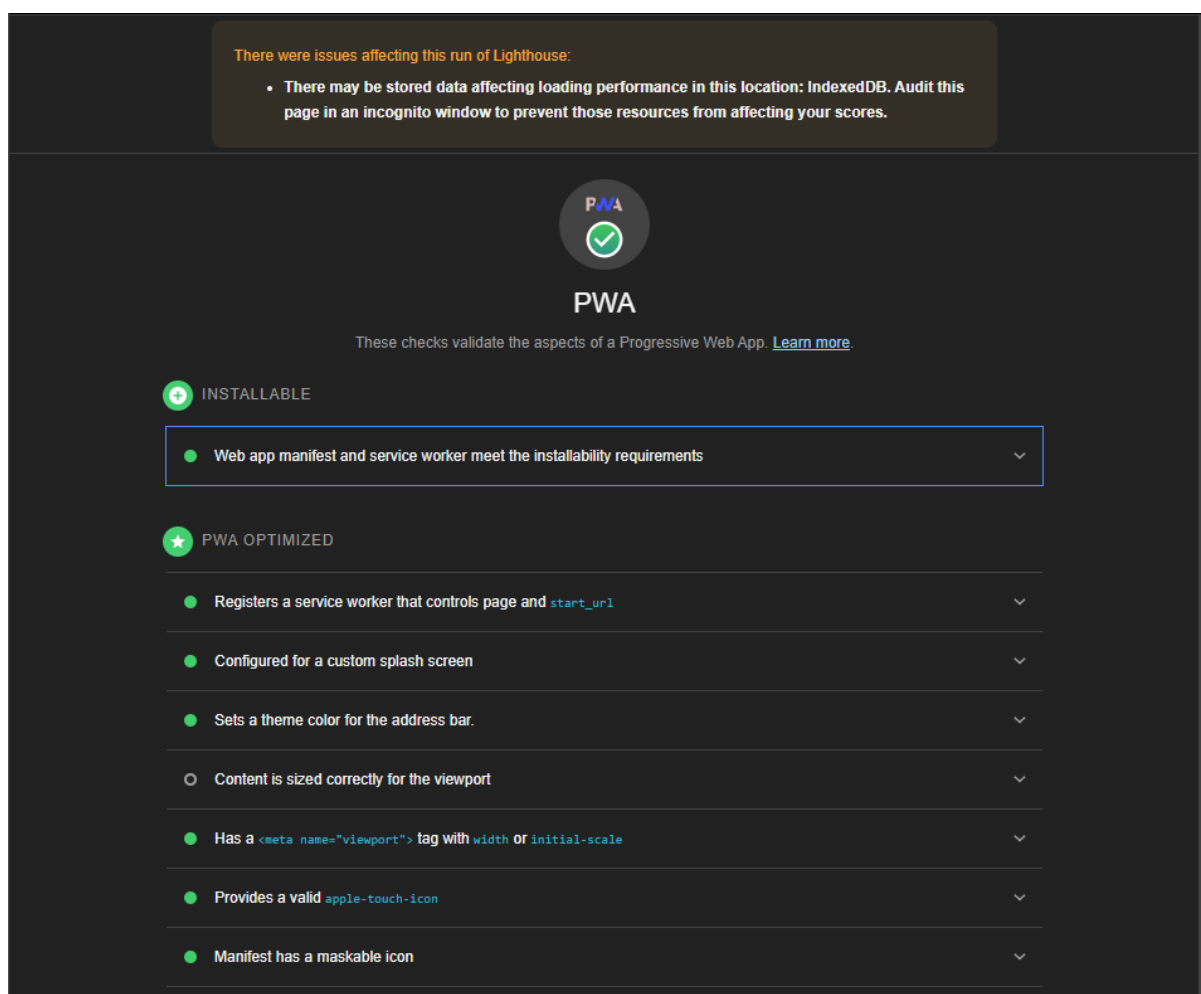 There were issues affecting this run of Lighthouse:
• There may be stored data affecting loading performance in this location: IndexedDB. Audit this
page in an incognito window to prevent those resources from affecting your scores.
PWA
PWA
These checks validate the aspects of a Progressive Web App. Learn more.
INSTALLABLE
Web app manifest and service worker meet the installability requirements
PWA OPTIMIZED
Registers a service worker that controls page and start_url
Configured for a custom splash screen
Sets a theme color for the address bar.
Content is sized correctly for the viewport
Has a <meta name="viewport"> tag with width or initial-scale
Provides a valid apple-touch-icon
Manifest has a maskable icon